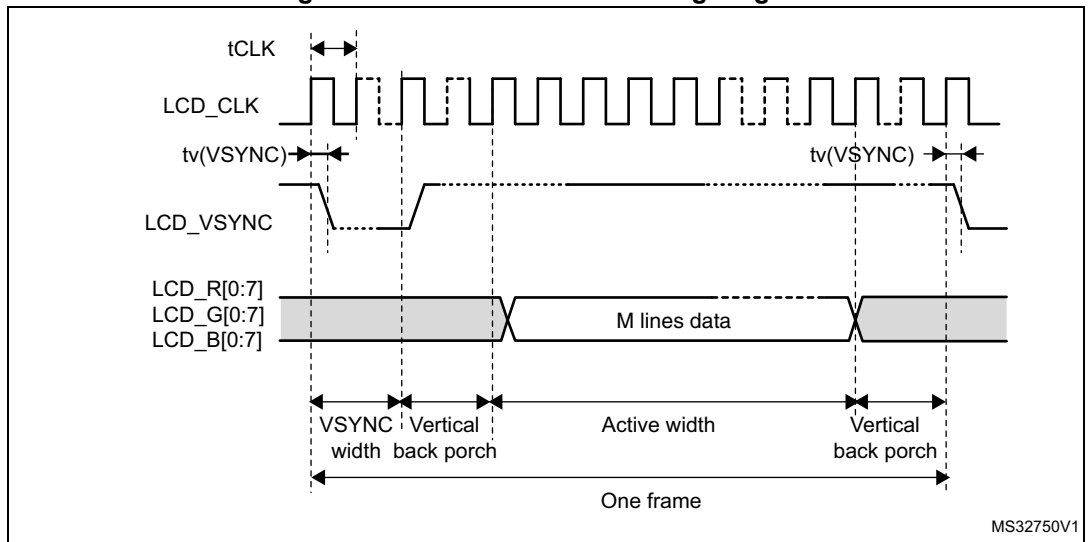 tCLK
LCD_CLK
tv(VSYNC)
tv(VSYNC)
LCD_VSYNC
LCD_R[0:7]
LCD_G[0:7]
LCD_B[0:7]
M lines data
VSYNC width
Vertical back porch
Active width
Vertical back porch
One frame
MS32750V1